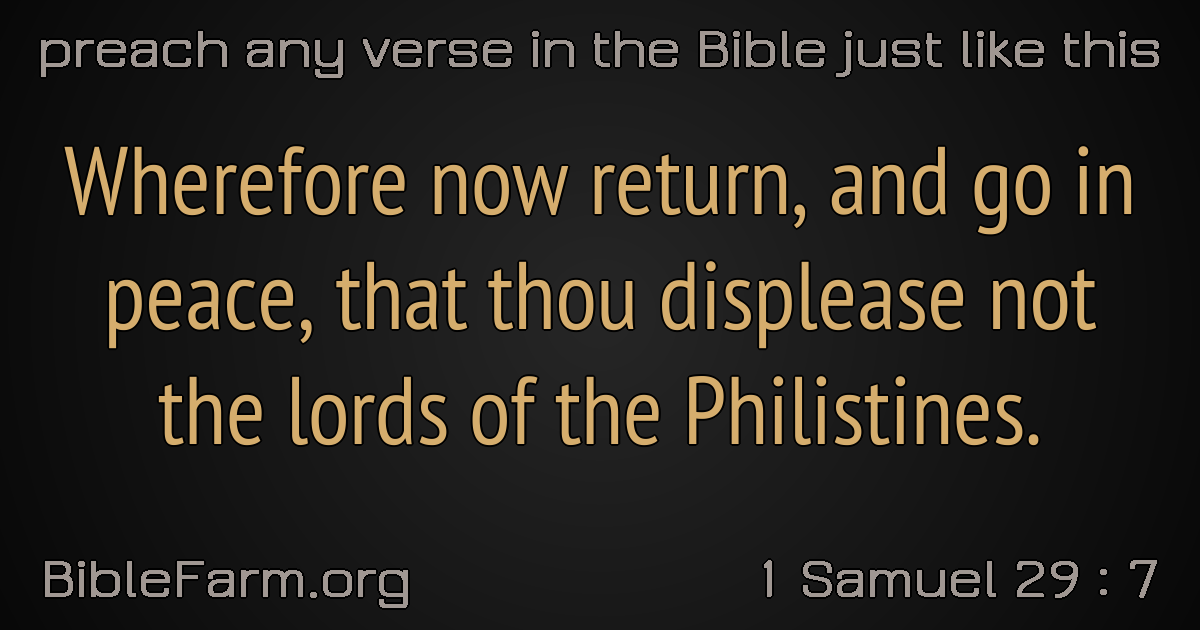 preach any verse in the Bible just like this
Wherefore now return, and go in
peace, that thou displease not
the lords of the Philistines.
BibleFarm.org
1 Samuel 29 : 7